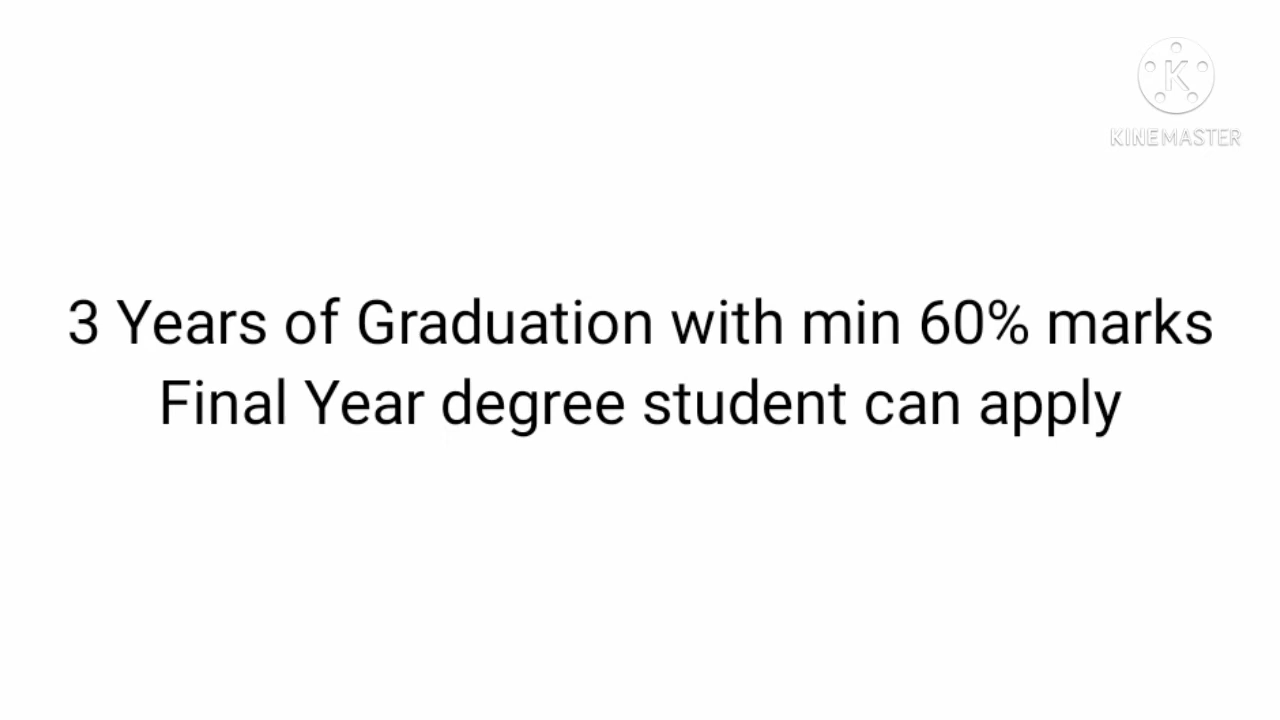 K
KINEMASTER
3 Years of Graduation with min 60% marks
Final Year degree student can apply